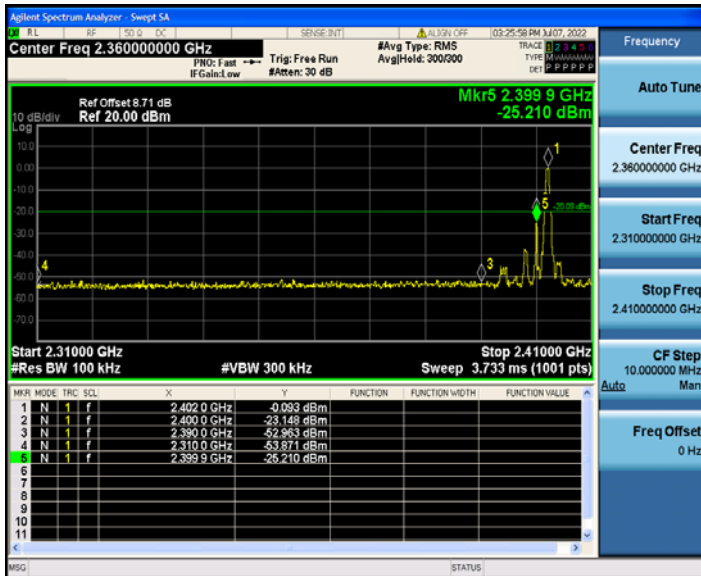 Agilent Spectrum Analyzer - Swept SA
RL RF 50 Ω DC SENSE:INT ALIGN OFF 03:25:58 PM Jul 07, 2022
Center Freq 2.360000000 GHz
PNO: Fast
IFGain:Low
Trig: Free Run
#Atten: 30 dB
#Avg Type: RMS
Avg|Hold: 300/300
TRACE 1 2 3 4 5 6
TYPE M
DET P P P P P P
Ref Offset 8.71 dB
10 dB/div Ref 20.00 dBm
Log
Mkr5 2.399 9 GHz
-25.210 dBm
10.0
0.00
-10.0
-20.0
-30.0
-40.0
-50.0
-60.0
-70.0
1
5
3
4
Start 2.31000 GHz Stop 2.41000 GHz
#Res BW 100 kHz #VBW 300 kHz Sweep 3.733 ms (1001 pts)
MKR MODE TRC SCL X Y FUNCTION FUNCTION WIDTH FUNCTION VALUE
1 N 1 f 2.402 0 GHz -0.093 dBm
2 N 1 f 2.400 0 GHz -23.148 dBm
3 N 1 f 2.390 0 GHz -52.963 dBm
4 N 1 f 2.310 0 GHz -53.871 dBm
5 N 1 f 2.399 9 GHz -25.210 dBm
6
7
8
9
10
11
MSG STATUS
Frequency
Auto Tune
Center Freq
2.360000000 GHz
Start Freq
2.310000000 GHz
Stop Freq
2.410000000 GHz
CF Step
10.000000 MHz
Auto Man
Freq Offset
0 Hz